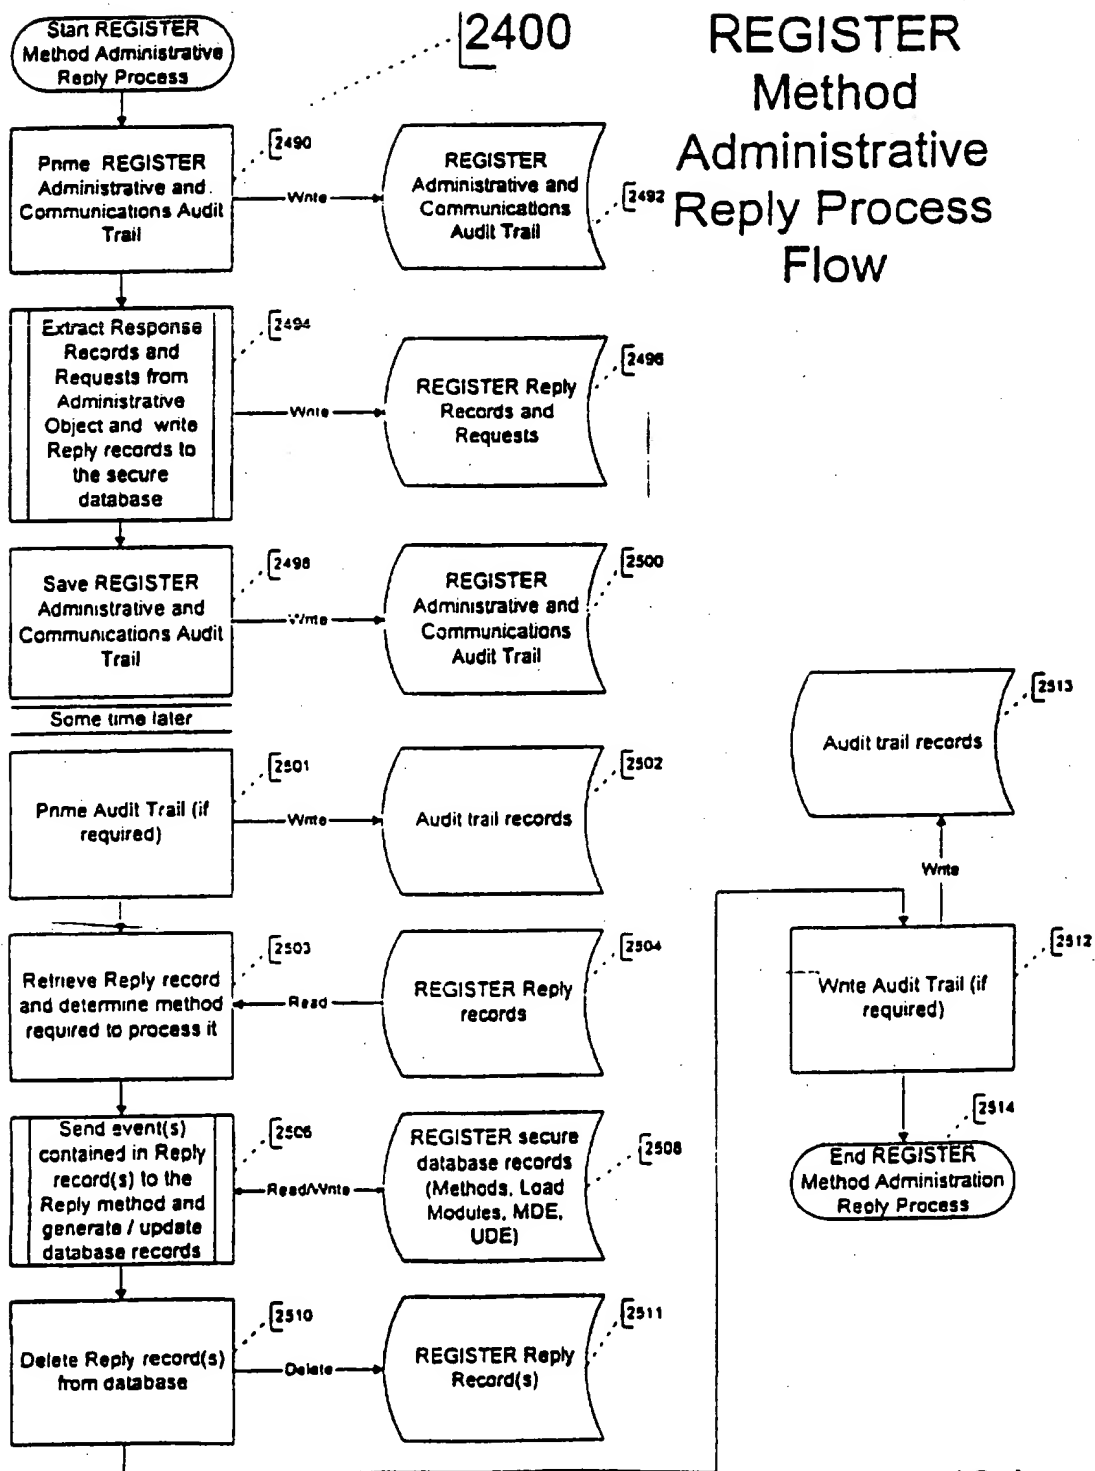 Start REGISTER
Method Administrative
Reply Process
2400
REGISTER
Method
Administrative
Reply Process
Flow
2490
Prime REGISTER
Administrative and
Communications Audit
Trail
Write
REGISTER
Administrative and
Communications
Audit Trail
2492
2494
Extract Response
Records and
Requests from
Administrative
Object and write
Reply records to
the secure
database
Write
REGISTER Reply
Records and
Requests
2496
2498
Save REGISTER
Administrative and
Communications Audit
Trail
Write
REGISTER
Administrative and
Communications
Audit Trail
2500
Some time later
2501
Prime Audit Trail (if
required)
Write
Audit trail records
2502
2503
Retrieve Reply record
and determine method
required to process it
Read
REGISTER Reply
records
2504
2506
Send event(s)
contained in Reply
record(s) to the
Reply method and
generate / update
database records
Read/Write
REGISTER secure
database records
(Methods, Load
Modules, MDE,
UDE)
2508
2510
Delete Reply record(s)
from database
Delete
REGISTER Reply
Record(s)
2511
2513
Audit trail records
Write
2512
Write Audit Trail (if
required)
2514
End REGISTER
Method Administration
Reply Process